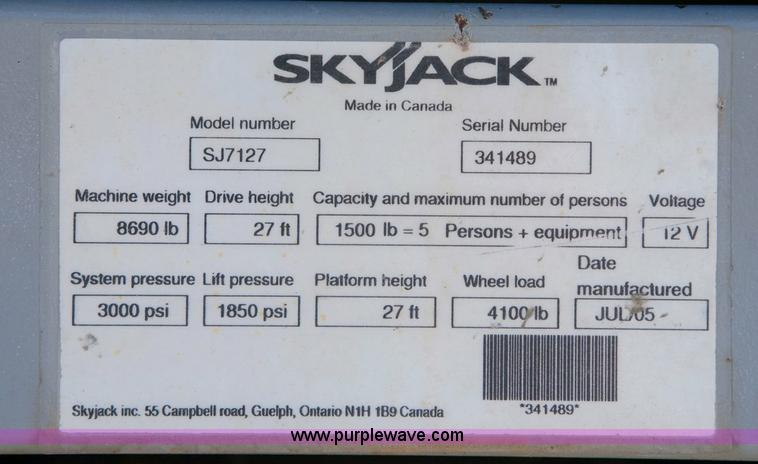 SKYJACK™
Made in Canada
Model number Serial Number
SJ7127 341489
Machine weight Drive height Capacity and maximum number of persons Voltage
8690 lb 27 ft 1500 lb = 5 Persons + equipment 12 V
System pressure Lift pressure Platform height Wheel load Date manufactured
3000 psi 1850 psi 27 ft 4100 lb JUL/05
*341489*
Skyjack inc. 55 Campbell road, Guelph, Ontario N1H 1B9 Canada
www.purplewave.com